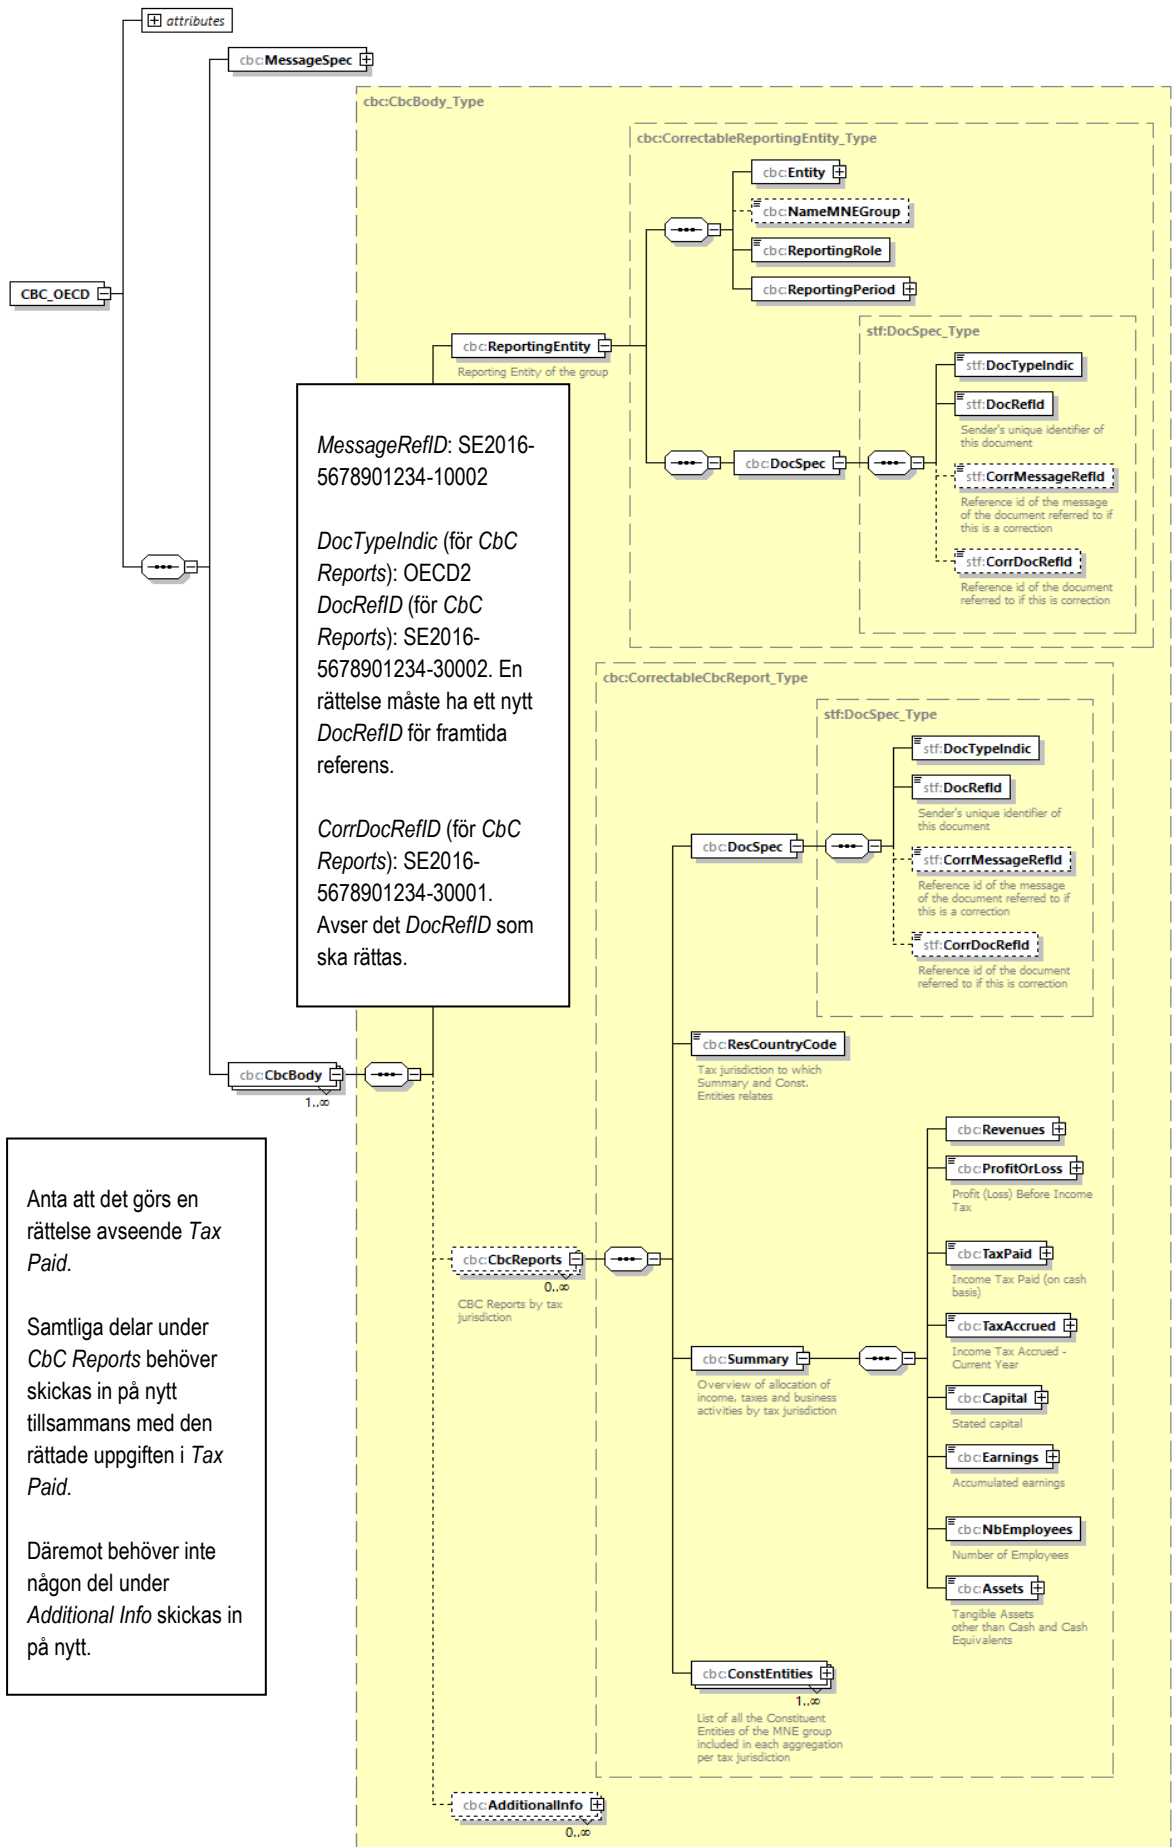 attributes
cbc:MessageSpec
cbc:CbcBody_Type
cbc:CorrectableReportingEntity_Type
cbc:Entity
cbc:NameMNEGroup
cbc:ReportingRole
cbc:ReportingPeriod
CBC_OECD
stf:DocSpec_Type
cbc:ReportingEntity
Reporting Entity of the group
stf:DocTypeIndic
stf:DocRefId
Sender's unique identifier of
this document
cbc:DocSpec
stf:CorrMessageRefId
Reference id of the message
of the document referred to if
this is a correction
stf:CorrDocRefId
Reference id of the document
referred to if this is correction
MessageRefID: SE2016-
5678901234-10002
DocTypeIndic (för CbC
Reports): OECD2
DocRefID (för CbC
Reports): SE2016-
5678901234-30002. En
rättelse måste ha ett nytt
DocRefID för framtida
referens.
CorrDocRefID (för CbC
Reports): SE2016-
5678901234-30001.
Avser det DocRefID som
ska rättas.
cbc:CorrectableCbcReport_Type
stf:DocSpec_Type
stf:DocTypeIndic
stf:DocRefId
Sender's unique identifier of
this document
cbc:DocSpec
stf:CorrMessageRefId
Reference id of the message
of the document referred to if
this is a correction
stf:CorrDocRefId
Reference id of the document
referred to if this is correction
cbc:ResCountryCode
Tax jurisdiction to which
Summary and Const.
Entities relates
cbc:CbcBody
1..∞
Anta att det görs en
rättelse avseende Tax
Paid.
Samtliga delar under
CbC Reports behöver
skickas in på nytt
tillsammans med den
rättade uppgiften i Tax
Paid.
Däremot behöver inte
någon del under
Additional Info skickas in
på nytt.
cbc:Revenues
cbc:ProfitOrLoss
Profit (Loss) Before Income
Tax
cbc:CbcReports
0..∞
CBC Reports by tax
jurisdiction
cbc:TaxPaid
Income Tax Paid (on cash
basis)
cbc:TaxAccrued
Income Tax Accrued -
Current Year
cbc:Summary
Overview of allocation of
income, taxes and business
activities by tax jurisdiction
cbc:Capital
Stated capital
cbc:Earnings
Accumulated earnings
cbc:NbEmployees
Number of Employees
cbc:Assets
Tangible Assets
other than Cash and Cash
Equivalents
cbc:ConstEntities
1..∞
List of all the Constituent
Entities of the MNE group
included in each aggregation
per tax jurisdiction
cbc:AdditionalInfo
0..∞